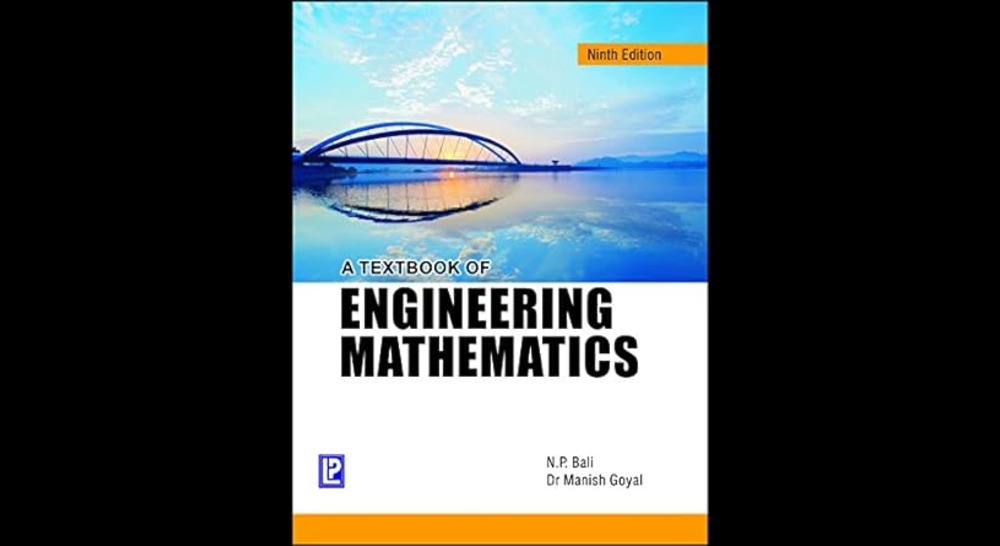 Ninth Edition
A TEXTBOOK OF
ENGINEERING
MATHEMATICS
LP
N.P. Bali
Dr Manish Goyal